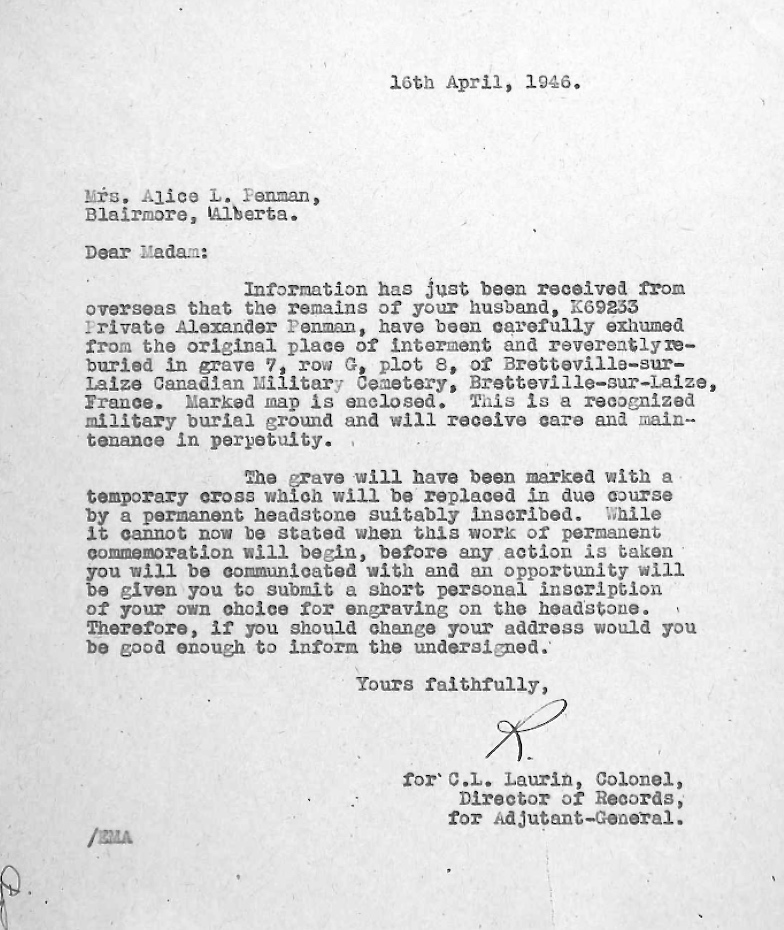 16th April, 1946.
Mrs. Alice L. Penman,
Blairmore, Alberta.
Dear Madam:
Information has just been received from
overseas that the remains of your husband, K69233
Private Alexander Penman, have been carefully exhumed
from the original place of interment and reverently re-
buried in grave 7, row G, plot 8, of Bretteville-sur-
Laize Canadian Military Cemetery, Bretteville-sur-Laize,
France. Marked map is enclosed. This is a recognized
military burial ground and will receive care and main-
tenance in perpetuity.
The grave will have been marked with a
temporary cross which will be replaced in due course
by a permanent headstone suitably inscribed. While
it cannot now be stated when this work of permanent
commemoration will begin, before any action is taken
you will be communicated with and an opportunity will
be given you to submit a short personal inscription
of your own choice for engraving on the headstone.
Therefore, if you should change your address would you
be good enough to inform the undersigned.
Yours faithfully,
R.
for C.L. Laurin, Colonel,
Director of Records,
for Adjutant-General.
/EMA